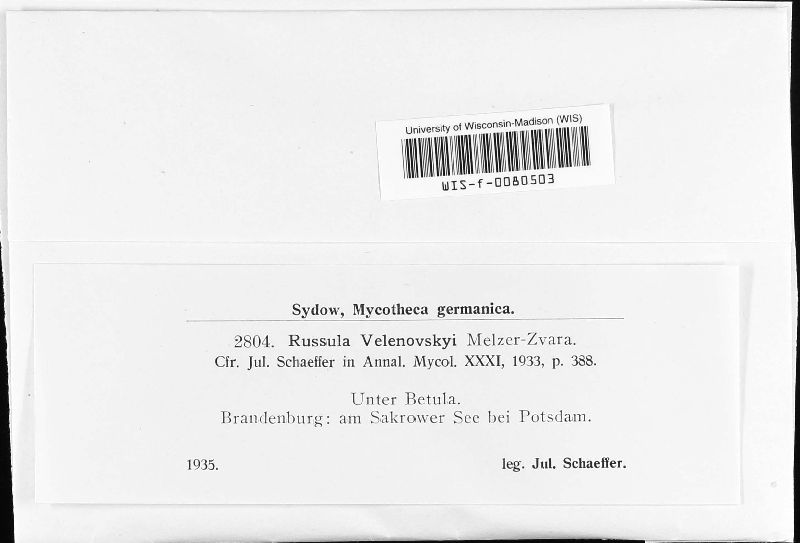 University of Wisconsin-Madison (WIS)
WIS-f-0080503
Sydow, Mycotheca germanica.
2804. Russula Velenovskyi Melzer-Zvara.
Cfr. Jul. Schaeffer in Annal. Mycol. XXXI, 1933, p. 388.
Unter Betula.
Brandenburg: am Sakrower See bei Potsdam.
1935. leg. Jul. Schaeffer.